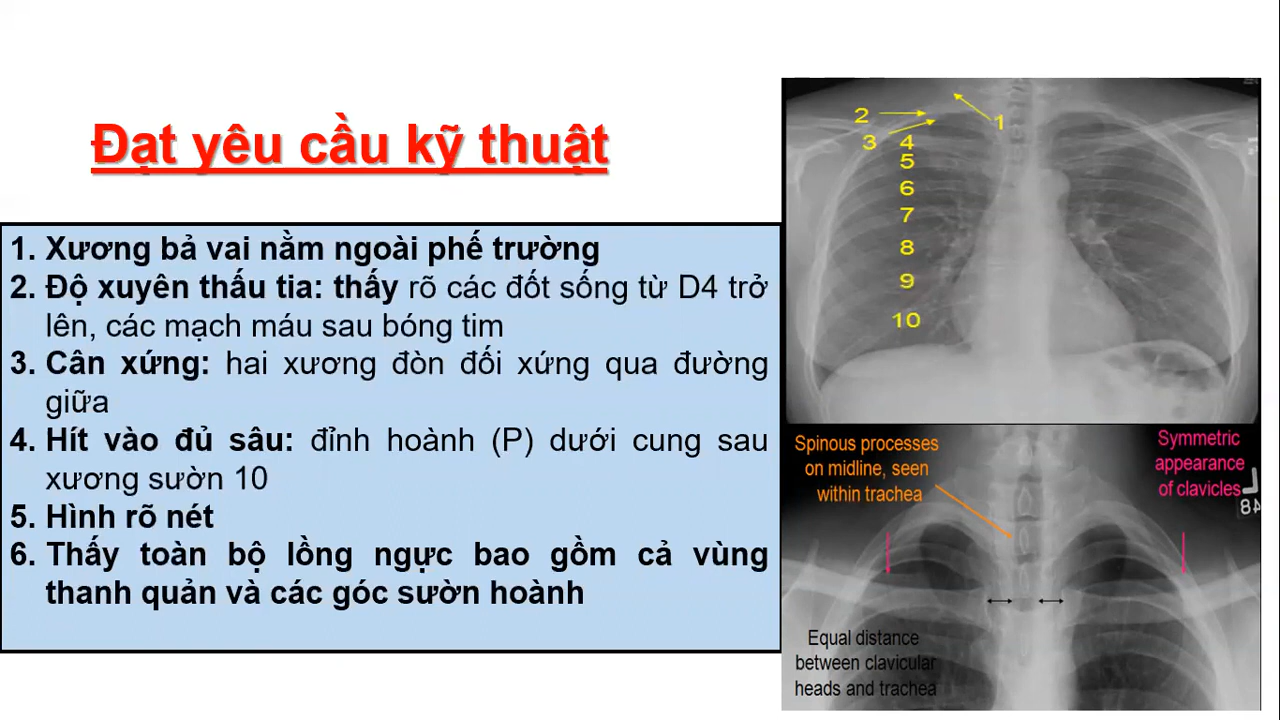 Đạt yêu cầu kỹ thuật
1. Xương bả vai nằm ngoài phế trường
2. Độ xuyên thấu tia: thấy rõ các đốt sống từ D4 trở
lên, các mạch máu sau bóng tim
3. Cân xứng: hai xương đòn đối xứng qua đường
giữa
4. Hít vào đủ sâu: đỉnh hoành (P) dưới cung sau
xương sườn 10
5. Hình rõ nét
6. Thấy toàn bộ lồng ngực bao gồm cả vùng
thanh quản và các góc sườn hoành
1
2
3
4
5
6
7
8
9
10
Spinous processes
on midline, seen
within trachea
Symmetric
appearance
of clavicles
L
48
Equal distance
between clavicular
heads and trachea